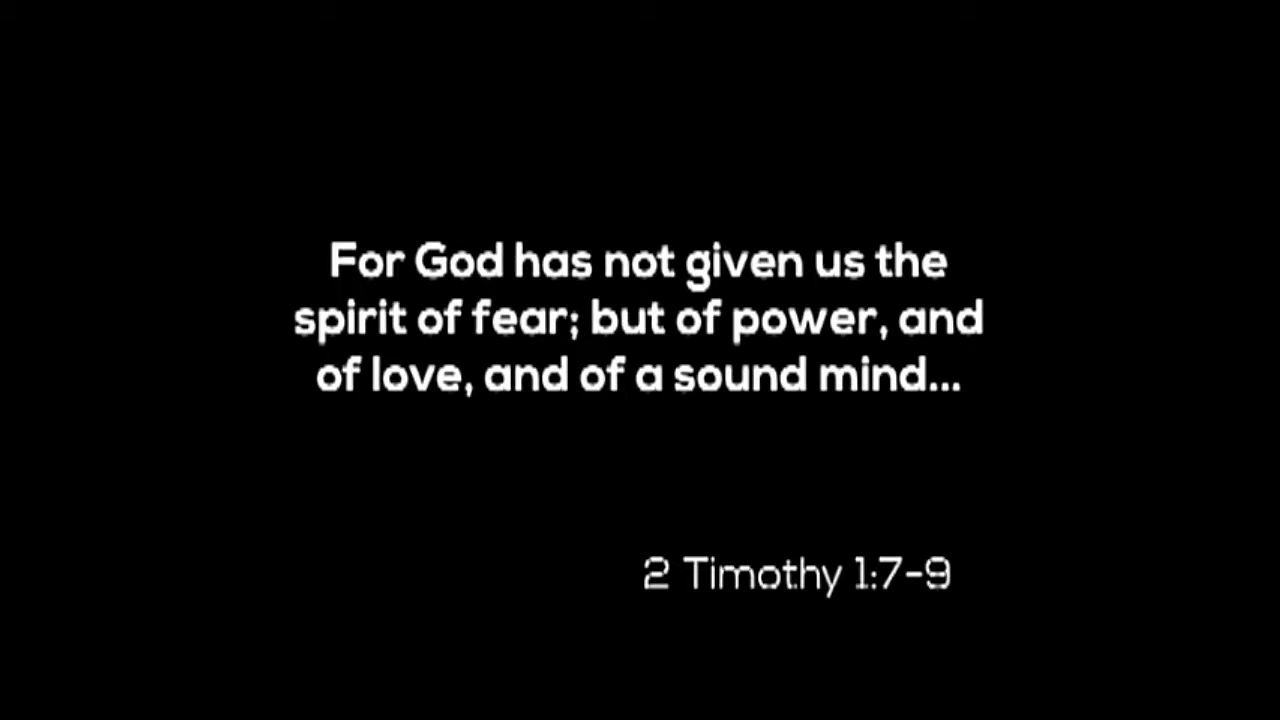 For God has not given us the
spirit of fear; but of power, and
of love, and of a sound mind...
2 Timothy 1:7-9